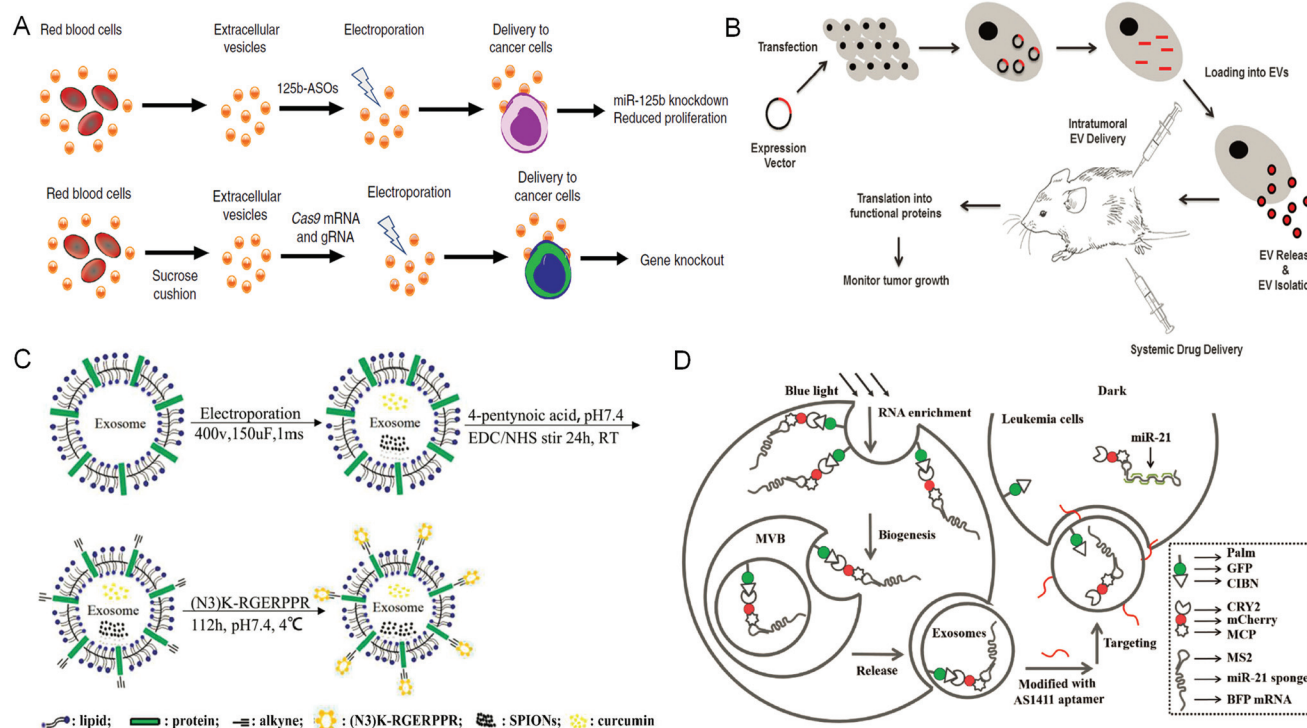 A
Red blood cells
Extracellular
vesicles
Electroporation
Delivery to
cancer cells
125b-ASOs
miR-125b knockdown
Reduced proliferation
Red blood cells
Extracellular
vesicles
Electroporation
Delivery to
cancer cells
Cas9 mRNA
and gRNA
Sucrose
cushion
Gene knockout
B
Transfection
Expression
Vector
Loading into EVs
Intratumoral
EV Delivery
Translation into
functional proteins
Monitor tumor growth
EV Release
&
EV Isolation
Systemic Drug Delivery
C
Exosome
Electroporation
400v,150uF,1ms
Exosome
4-pentynoic acid, pH7.4
EDC/NHS stir 24h, RT
Exosome
(N3)K-RGERPPR
112h, pH7.4, 4℃
Exosome
: lipid;
: protein;
: alkyne;
: (N3)K-RGERPPR;
: SPIONs;
: curcumin
D
Blue light
RNA enrichment
Dark
Leukemia cells
miR-21
MVB
Biogenesis
Release
Exosomes
Modified with
AS1411 aptamer
Targeting
Palm
GFP
CIBN
CRY2
mCherry
MCP
MS2
miR-21 sponge
BFP mRNA